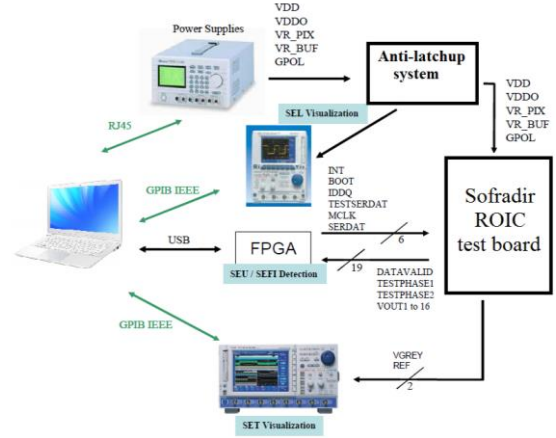 Power Supplies
VDD
VDDO
VR_PIX
VR_BUF
GPOL
Anti-latchup
system
VDD
VDDO
VR_PIX
VR_BUF
GPOL
SEL Visualization
RJ45
GPIB IEEE
INT
BOOT
IDDQ
TESTSERDAT
MCLK
SERDAT
6
Sofradir
ROIC
test board
USB
FPGA
SEU / SEFI Detection
19
DATAVALID
TESTPHASE1
TESTPHASE2
VOUT1 to 16
GPIB IEEE
VGREY
REF
2
SET Visualization